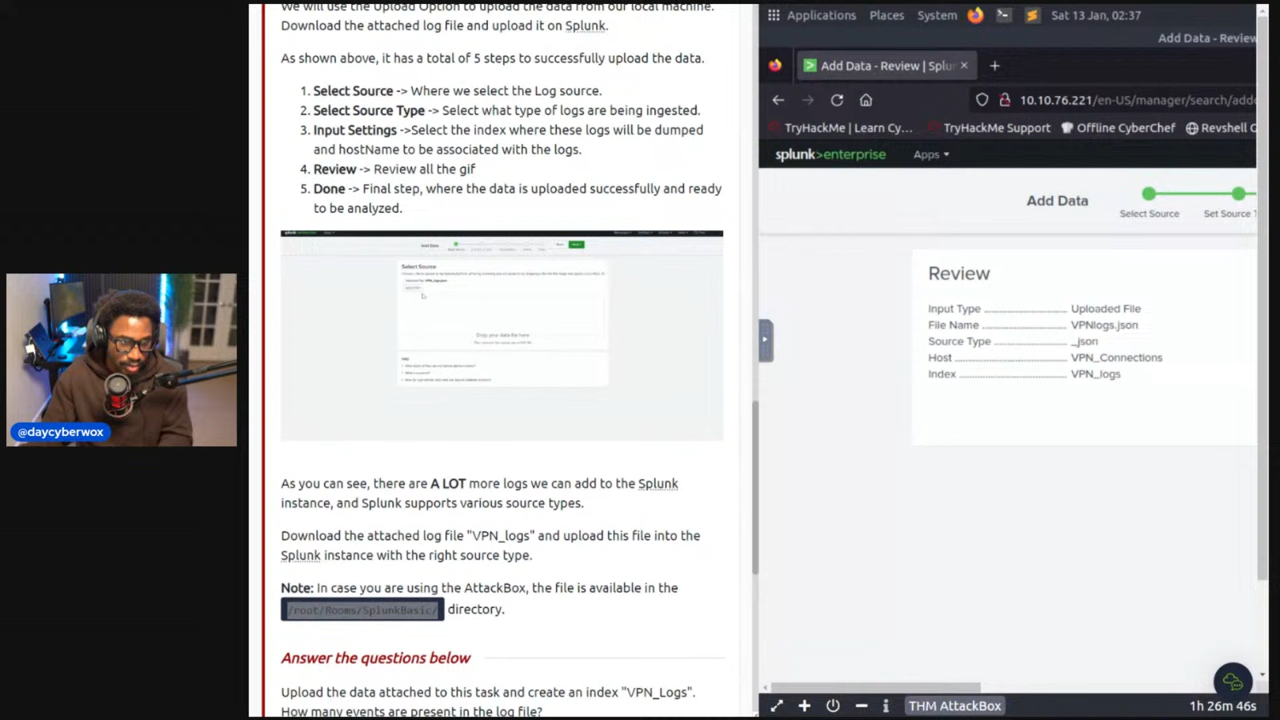 We will use the Upload Option to upload the data from our local machine.
Download the attached log file and upload it on Splunk.
As shown above, it has a total of 5 steps to successfully upload the data.
1. Select Source -> Where we select the Log source.
2. Select Source Type -> Select what type of logs are being ingested.
3. Input Settings ->Select the index where these logs will be dumped
and hostName to be associated with the logs.
4. Review -> Review all the gif
5. Done -> Final step, where the data is uploaded successfully and ready
to be analyzed.
Add Data
Select Source
Drop your data file here
As you can see, there are A LOT more logs we can add to the Splunk
instance, and Splunk supports various source types.
Download the attached log file "VPN_logs" and upload this file into the
Splunk instance with the right source type.
Note: In case you are using the AttackBox, the file is available in the
/root/Rooms/SplunkBasic/ directory.
Answer the questions below
Upload the data attached to this task and create an index "VPN_Logs".
How many events are present in the log file?
@daycyberwox
Applications Places System Sat 13 Jan, 02:37
Add Data - Review
Add Data - Review | Splun
10.10.76.221/en-US/manager/search/add
TryHackMe | Learn Cy... TryHackMe Support Offline CyberChef Revshell
splunk>enterprise Apps
Add Data
Select Source Set Source T
Review
Input Type Uploaded File
File Name VPNlogs.json
Source Type _json
Host VPN_Connections
Index VPN_Logs
THM AttackBox 1h 26m 46s